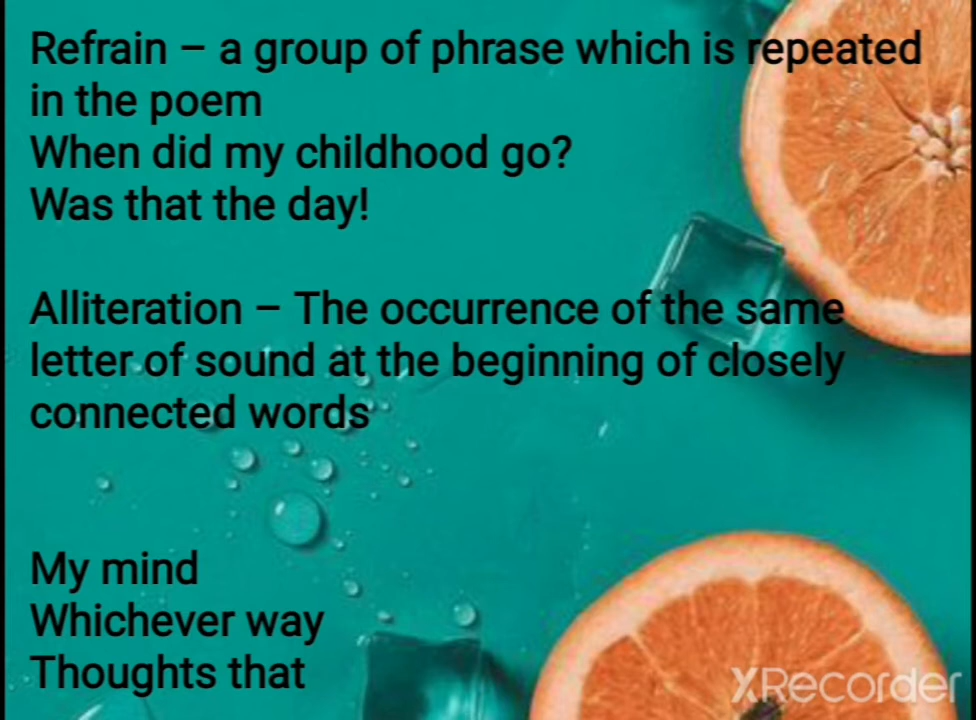 Refrain – a group of phrase which is repeated
in the poem
When did my childhood go?
Was that the day!
Alliteration – The occurrence of the same
letter of sound at the beginning of closely
connected words
My mind
Whichever way
Thoughts that
XRecorder